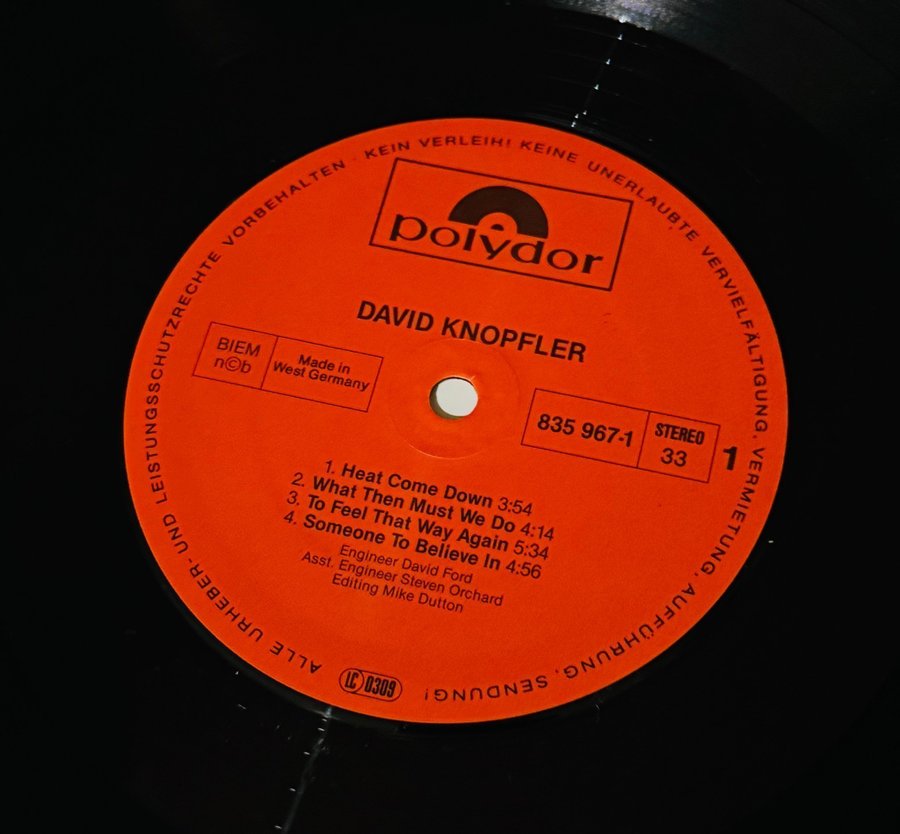 ALLE URHEBER- UND LEISTUNGSSCHUTZRECHTE VORBEHALTEN · KEIN VERLEIH! KEINE UNERLAUBTE VERVIELFÄLTIGUNG, VERMIETUNG, AUFFÜHRUNG, SENDUNG!
polydor
DAVID KNOPFLER
BIEM
n©b
Made in
West Germany
835 967-1
STEREO
33
1
1. Heat Come Down 3:54
2. What Then Must We Do 4:14
3. To Feel That Way Again 5:34
4. Someone To Believe In 4:56
Engineer David Ford
Asst. Engineer Steven Orchard
Editing Mike Dutton
LC 0309